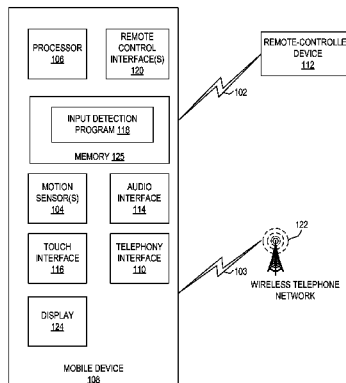 PROCESSOR
106
REMOTE
CONTROL
INTERFACE(S)
120
REMOTE-CONTROLLED
DEVICE
112
102
INPUT DETECTION
PROGRAM 118
MEMORY 125
MOTION
SENSOR(S)
104
AUDIO
INTERFACE
114
TOUCH
INTERFACE
116
TELEPHONY
INTERFACE
110
122
103
WIRELESS TELEPHONE
NETWORK
DISPLAY
124
MOBILE DEVICE
108